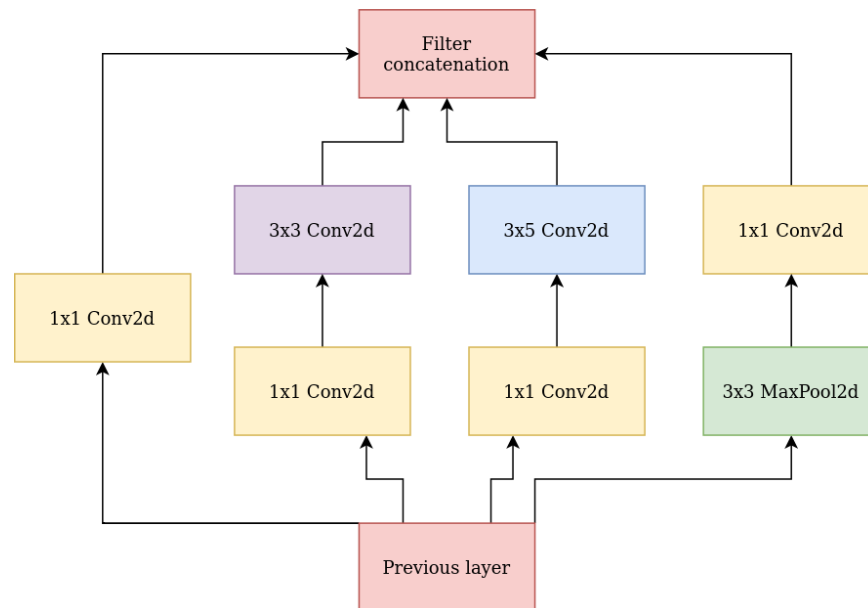 Filter
concatenation
3x3 Conv2d
3x5 Conv2d
1x1 Conv2d
1x1 Conv2d
1x1 Conv2d
1x1 Conv2d
3x3 MaxPool2d
Previous layer